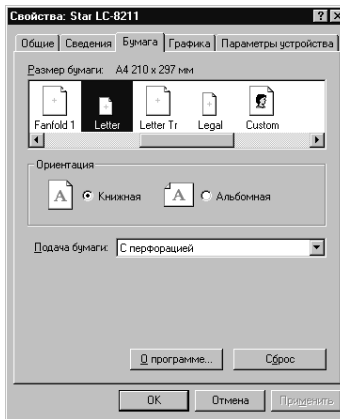 Свойства: Star LC-8211
Общие Сведения Бумага Графика Параметры устройства
Размер бумаги: A4 210 x 297 мм
Fanfold 1 Letter Letter Tr Legal Custom
Ориентация
A Книжная A Альбомная
Подача бумаги: С перфорацией
О программе... Сброс
OK Отмена Применить